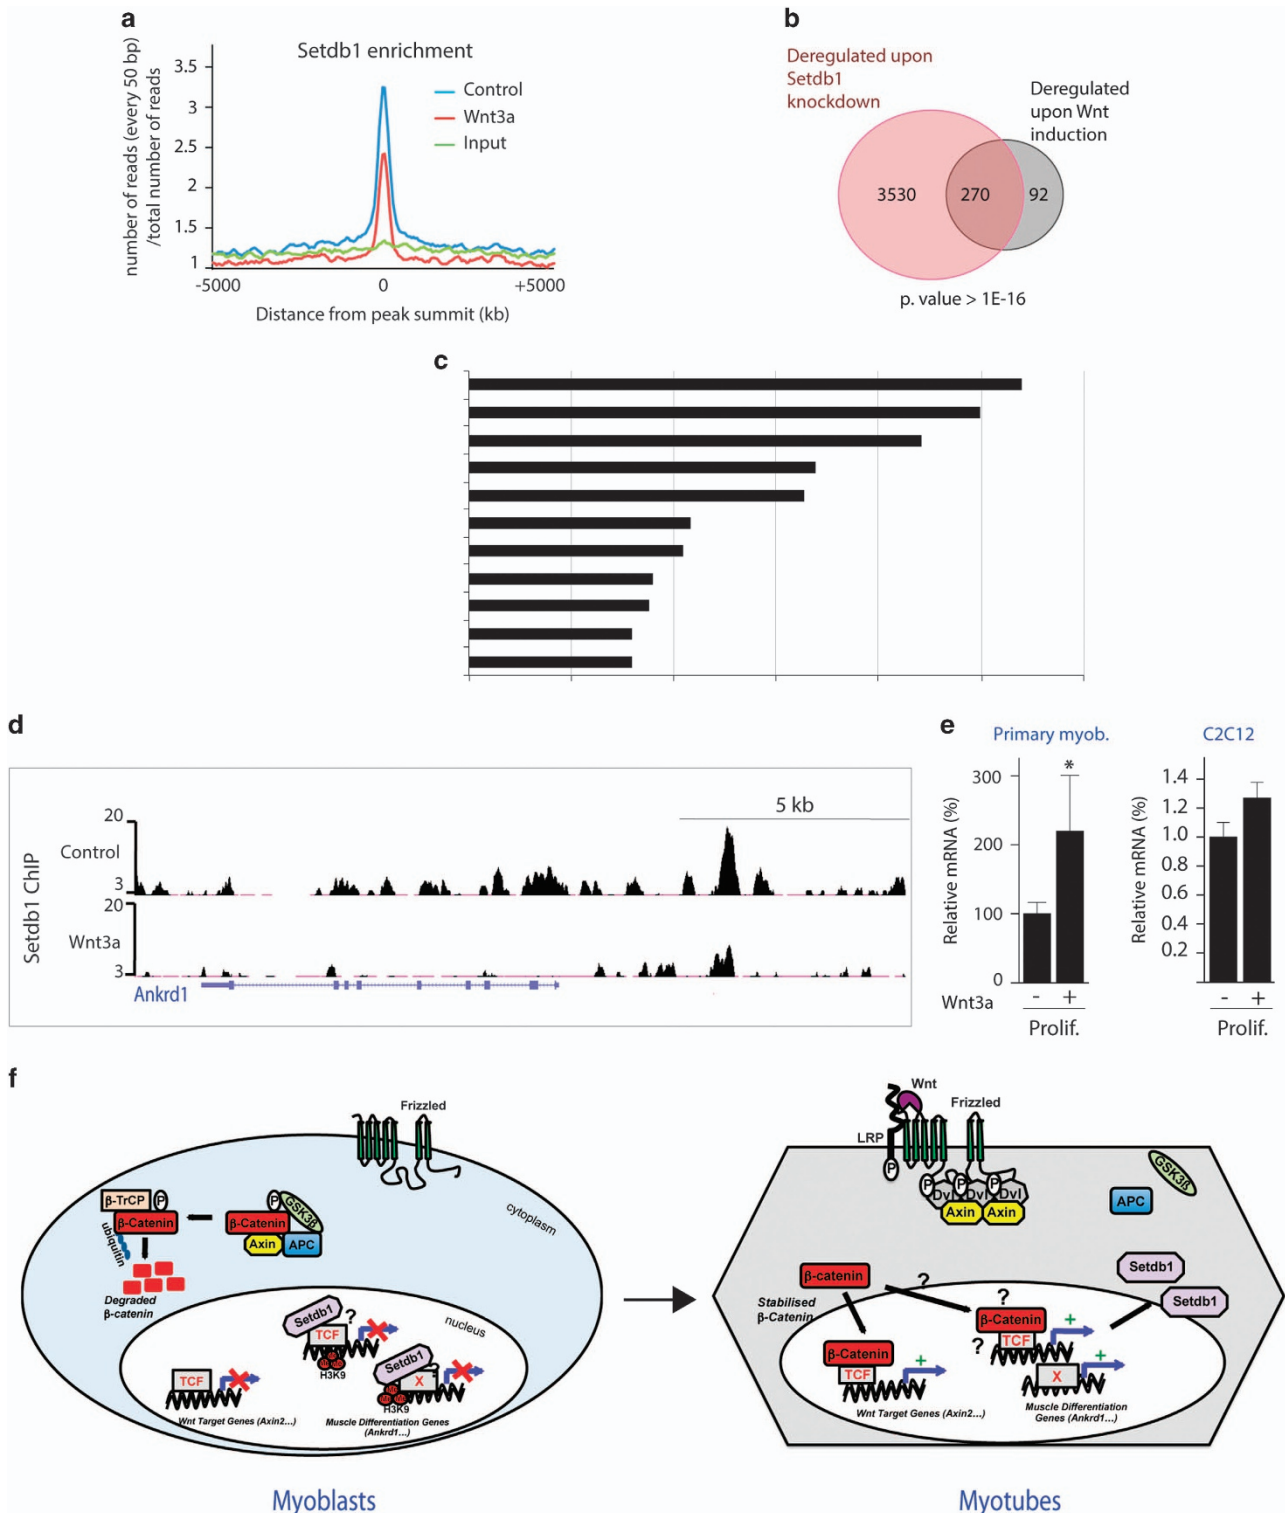 a
Setdb1 enrichment
number of reads (every 50 bp)
/total number of reads
3.5
3
2.5
2
1.5
1
Control
Wnt3a
Input
-5000
0
+5000
Distance from peak summit (kb)
b
Deregulated upon
Setdb1
knockdown
Deregulated
upon Wnt
induction
3530
270
92
p. value > 1E-16
c
d
Setdb1 ChIP
20
Control
3
20
Wnt3a
3
5 kb
Ankrd1
e
Primary myob.
Relative mRNA (%)
300
200
100
0
*
Wnt3a
- +
Prolif.
C2C12
Relative mRNA (%)
1.4
1.2
1.0
0.8
0.6
0.4
0.2
- +
Prolif.
f
Frizzled
cytoplasm
β-TrCP
P
β-Catenin
ubiquitin
Degraded
β-catenin
P
GSK3β
β-Catenin
Axin
APC
nucleus
Setdb1
?
TCF
H3K9
Setdb1
X
H3K9
TCF
Wnt Target Genes (Axin2...)
Muscle Differentiation Genes
(Ankrd1...)
Myoblasts
Wnt
Frizzled
LRP
P
P
P
P
Dvl
Dvl
Dvl
Axin
Axin
GSK3ß
APC
β-catenin
Stabilised
β-Catenin
?
?
?
β-Catenin
TCF
+
Wnt Target Genes (Axin2...)
β-Catenin
TCF
+
X
+
Muscle Differentiation
Genes (Ankrd1...)
Setdb1
Setdb1
Myotubes